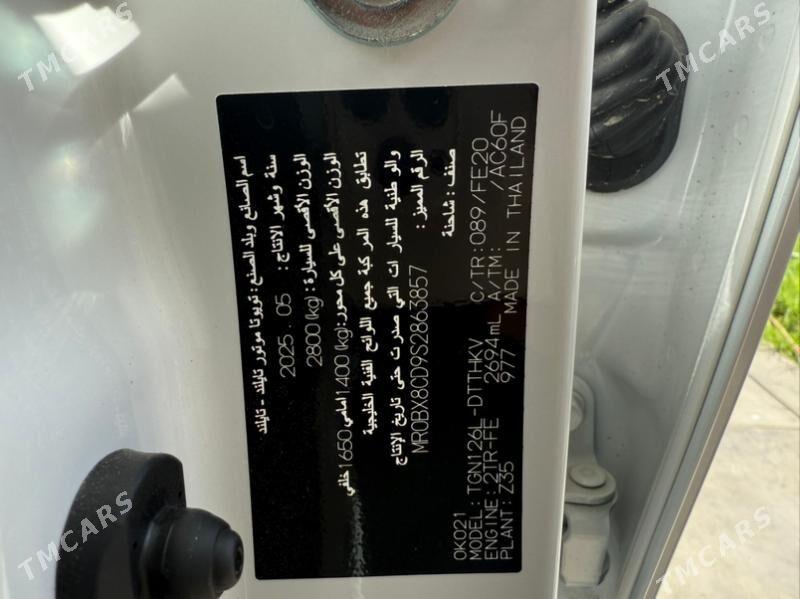 اسم الصانع وبلد الصنع : تويوتا موتور تايلند - تايلند
سنة وشهر الانتاج : 2025 . 05
الوزن الأقصى للسيارة : 2800 (kg)
الوزن الأقصى على كل محور : 1400 (kg) امامي 1650 خلفي
تطابق هذه المركبة جميع اللوائح الفنية الخليجية
والوطنية للسيارات التي صدرت حتى تاريخ الإنتاج
الرقم المميز : MR0BX8CD9S2863857
صنف : شاحنة
0K021
MODEL : TGN126L-DTTHKV C/TR: 089/FE20
ENGINE : 2TR-FE 2694mL A/TM: /AC60F
PLANT: Z35 977 MADE IN THAILAND
TMCARS
TMCARS
TMCARS
TMCARS
TMCARS